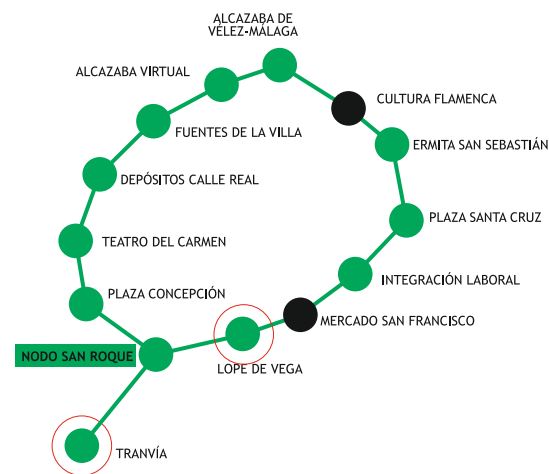 ALCAZABA DE
VÉLEZ-MÁLAGA
ALCAZABA VIRTUAL
CULTURA FLAMENCA
FUENTES DE LA VILLA
ERMITA SAN SEBASTIÁN
DEPÓSITOS CALLE REAL
PLAZA SANTA CRUZ
TEATRO DEL CARMEN
INTEGRACIÓN LABORAL
PLAZA CONCEPCIÓN
MERCADO SAN FRANCISCO
NODO SAN ROQUE
LOPE DE VEGA
TRANVÍA